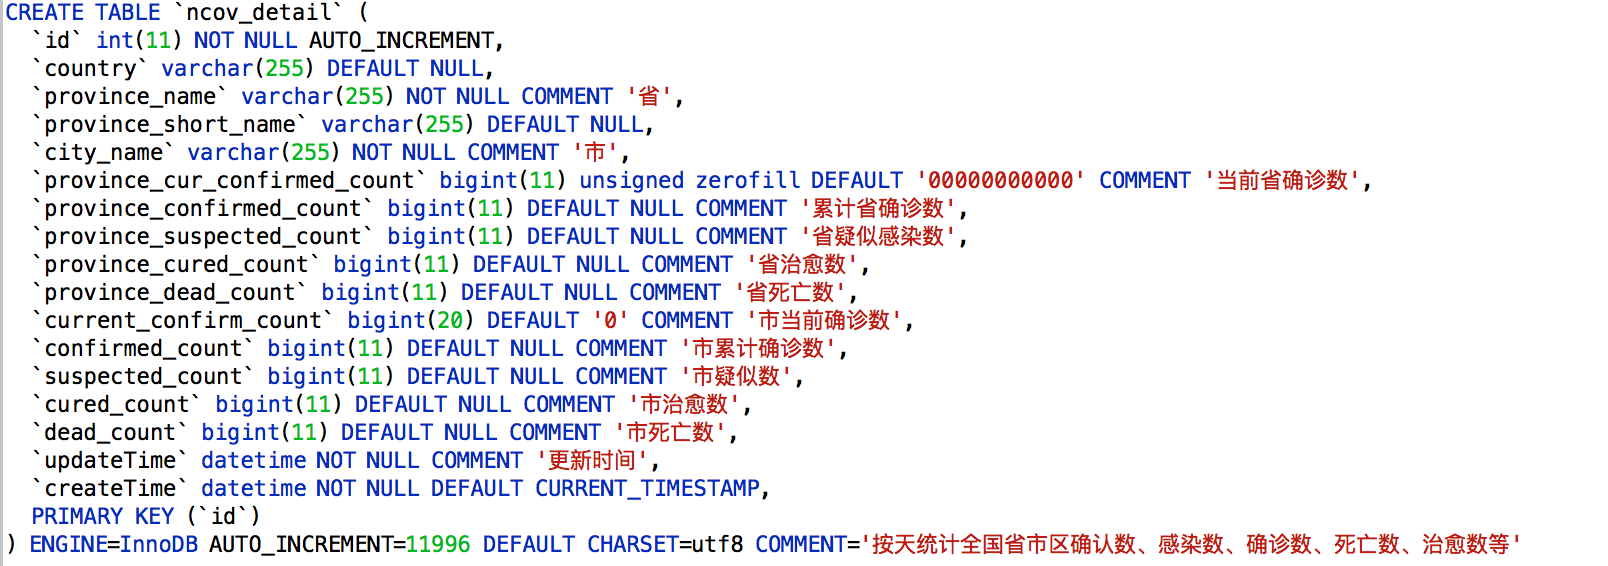 CREATE TABLE `ncov_detail` (
  `id` int(11) NOT NULL AUTO_INCREMENT,
  `country` varchar(255) DEFAULT NULL,
  `province_name` varchar(255) NOT NULL COMMENT '省',
  `province_short_name` varchar(255) DEFAULT NULL,
  `city_name` varchar(255) NOT NULL COMMENT '市',
  `province_cur_confirmed_count` bigint(11) unsigned zerofill DEFAULT '00000000000' COMMENT '当前省确诊数',
  `province_confirmed_count` bigint(11) DEFAULT NULL COMMENT '累计省确诊数',
  `province_suspected_count` bigint(11) DEFAULT NULL COMMENT '省疑似感染数',
  `province_cured_count` bigint(11) DEFAULT NULL COMMENT '省治愈数',
  `province_dead_count` bigint(11) DEFAULT NULL COMMENT '省死亡数',
  `current_confirm_count` bigint(20) DEFAULT '0' COMMENT '市当前确诊数',
  `confirmed_count` bigint(11) DEFAULT NULL COMMENT '市累计确诊数',
  `suspected_count` bigint(11) DEFAULT NULL COMMENT '市疑似数',
  `cured_count` bigint(11) DEFAULT NULL COMMENT '市治愈数',
  `dead_count` bigint(11) DEFAULT NULL COMMENT '市死亡数',
  `updateTime` datetime NOT NULL COMMENT '更新时间',
  `createTime` datetime NOT NULL DEFAULT CURRENT_TIMESTAMP,
  PRIMARY KEY (`id`)
) ENGINE=InnoDB AUTO_INCREMENT=11996 DEFAULT CHARSET=utf8 COMMENT='按天统计全国省市区确认数、感染数、确诊数、死亡数、治愈数等'